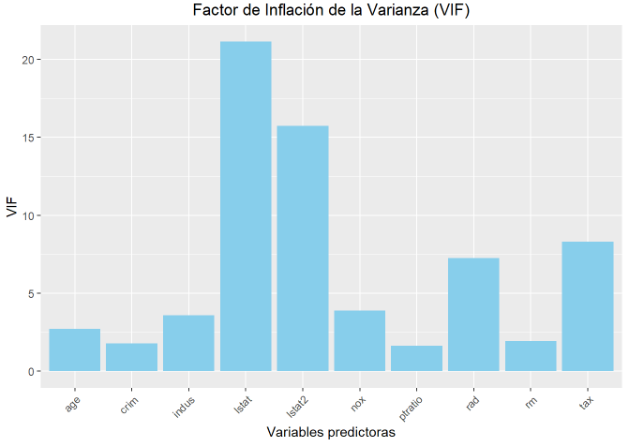 Factor de Inflación de la Varianza (VIF)
VIF
20
15
10
5
0
age crim indus lstat lstat2 nox ptratio rad rm tax
Variables predictoras